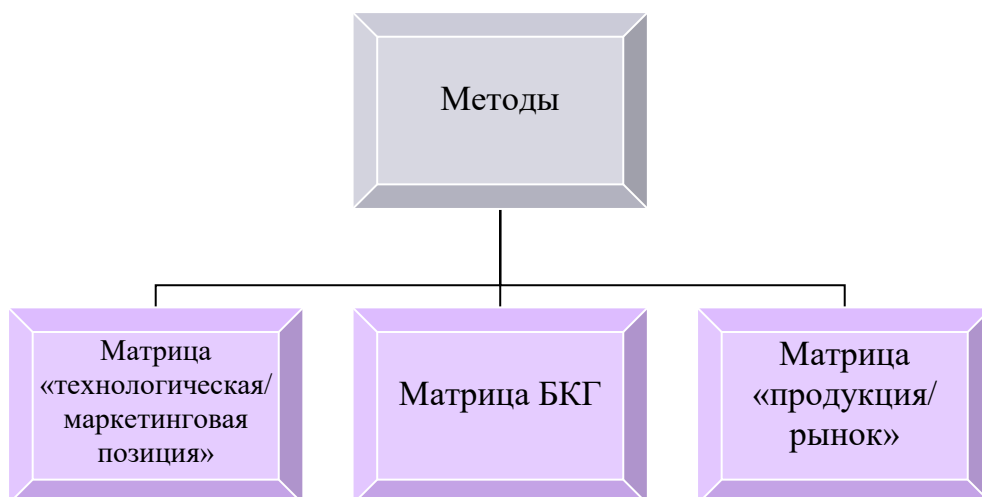 Методы
Матрица
«технологическая/
маркетинговая
позиция»
Матрица БКГ
Матрица
«продукция/
рынок»